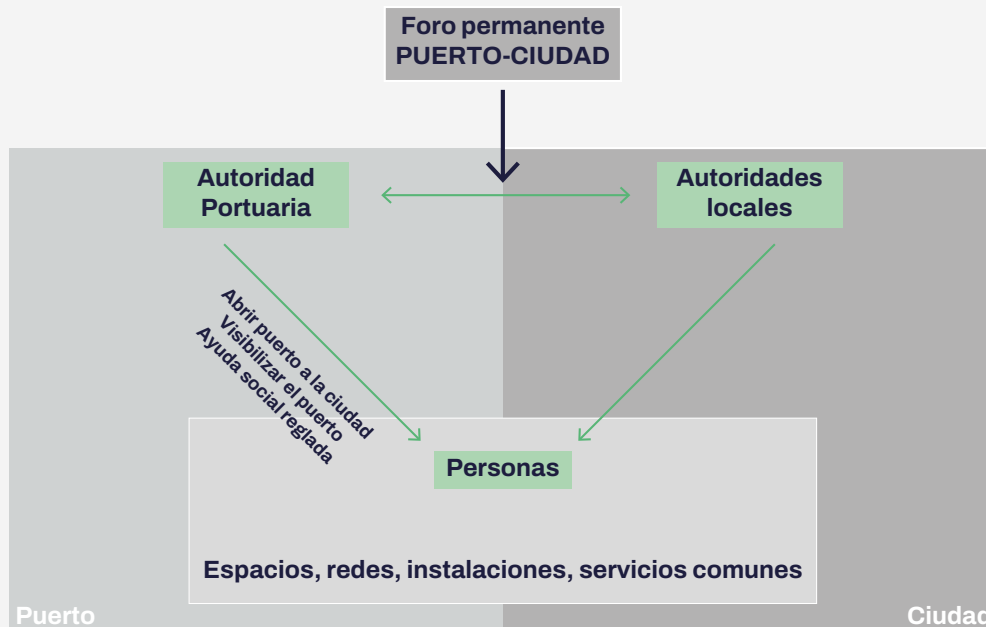 Foro permanente
PUERTO-CIUDAD
Autoridad
Portuaria
Autoridades
locales
Abrir puerto a la ciudad
Visibilizar el puerto
Ayuda social reglada
Personas
Espacios, redes, instalaciones, servicios comunes
Puerto
Ciudad